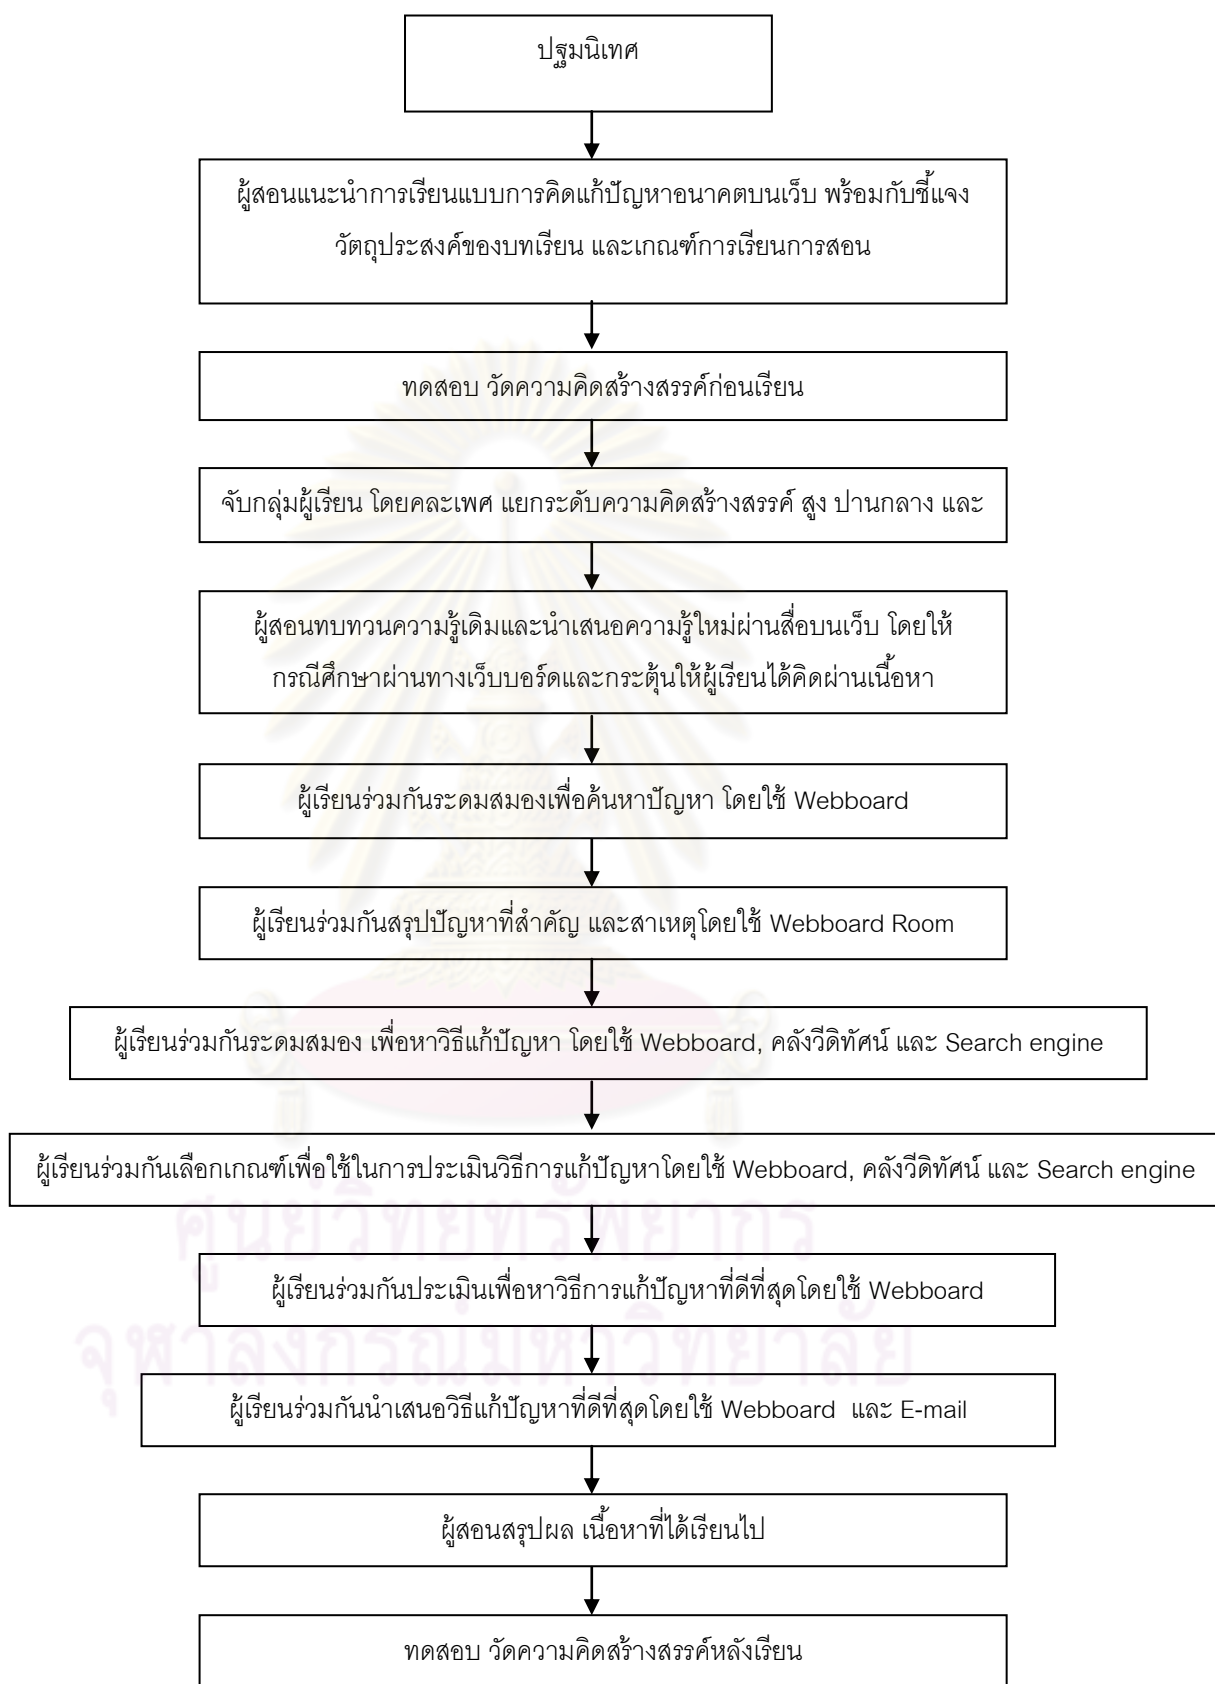 ปฐมนิเทศ
ผู้สอนแนะนำการเรียนแบบการคิดแก้ปัญหาอนาคตบนเว็บ พร้อมกับชี้แจง
วัตถุประสงค์ของบทเรียน และเกณฑ์การเรียนการสอน
ทดสอบ วัดความคิดสร้างสรรค์ก่อนเรียน
จับกลุ่มผู้เรียน โดยคละเพศ แยกระดับความคิดสร้างสรรค์ สูง ปานกลาง และ
ผู้สอนทบทวนความรู้เดิมและนำเสนอความรู้ใหม่ผ่านสื่อบนเว็บ โดยให้
กรณีศึกษาผ่านทางเว็บบอร์ดและกระตุ้นให้ผู้เรียนได้คิดผ่านเนื้อหา
ผู้เรียนร่วมกันระดมสมองเพื่อค้นหาปัญหา โดยใช้ Webboard
ผู้เรียนร่วมกันสรุปปัญหาที่สำคัญ และสาเหตุโดยใช้ Webboard Room
ผู้เรียนร่วมกันระดมสมอง เพื่อหาวิธีแก้ปัญหา โดยใช้ Webboard, คลังวีดิทัศน์ และ Search engine
ผู้เรียนร่วมกันเลือกเกณฑ์เพื่อใช้ในการประเมินวิธีการแก้ปัญหาโดยใช้ Webboard, คลังวีดิทัศน์ และ Search engine
ศูนย์วิทยทรัพยากร
ผู้เรียนร่วมกันประเมินเพื่อหาวิธีการแก้ปัญหาที่ดีที่สุดโดยใช้ Webboard
จุฬาลงกรณ์มหาวิทยาลัย
ผู้เรียนร่วมกันนำเสนอวิธีแก้ปัญหาที่ดีที่สุดโดยใช้ Webboard และ E-mail
ผู้สอนสรุปผล เนื้อหาที่ได้เรียนไป
ทดสอบ วัดความคิดสร้างสรรค์หลังเรียน